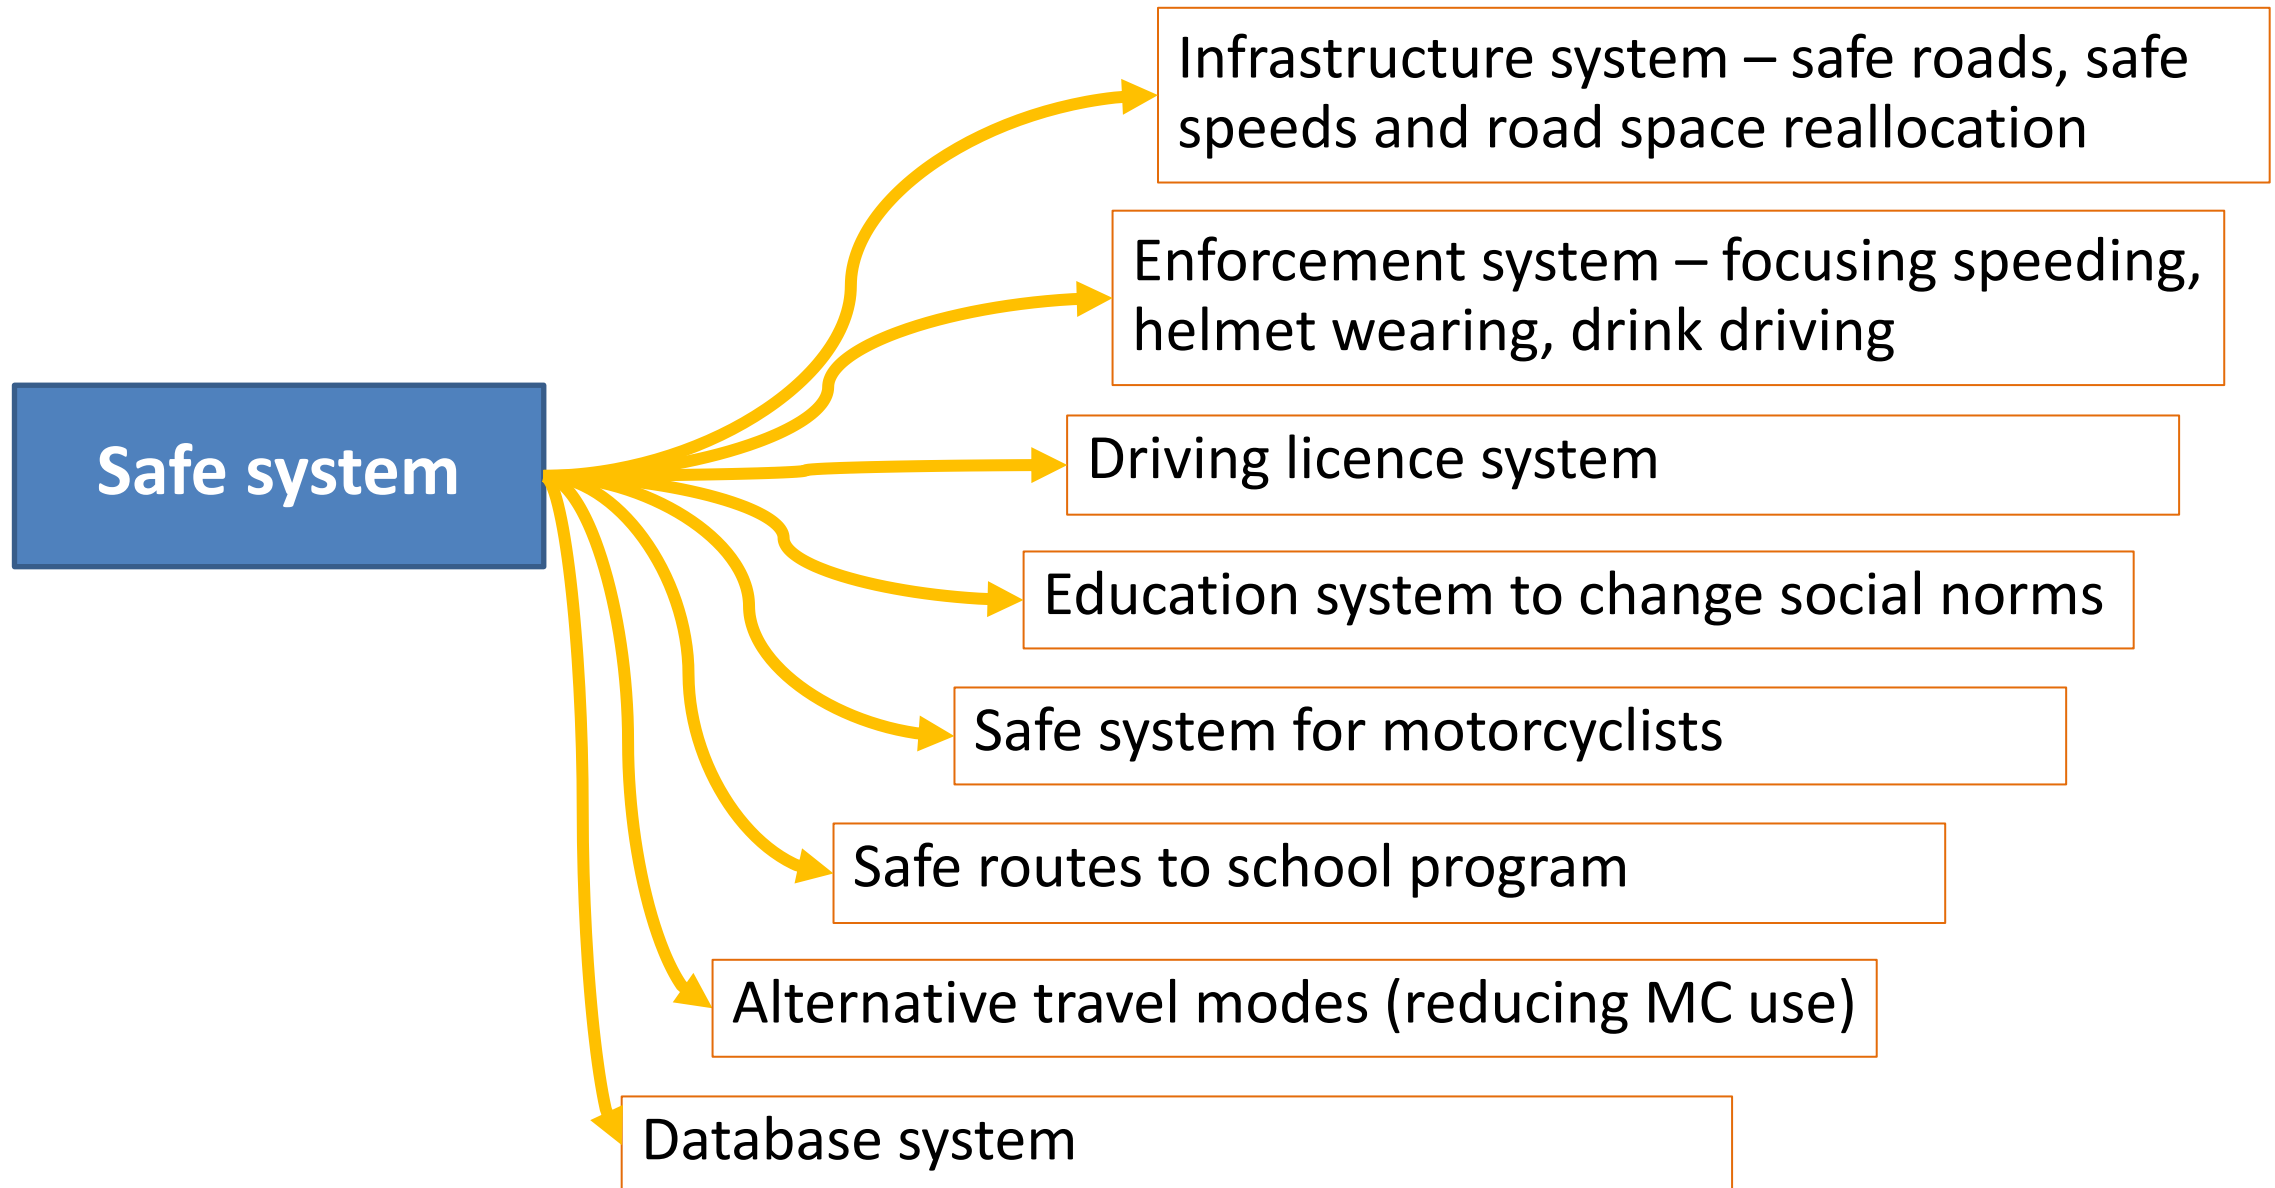 Infrastructure system – safe roads, safe
speeds and road space reallocation
Enforcement system – focusing speeding,
helmet wearing, drink driving
Safe system
Driving licence system
Education system to change social norms
Safe system for motorcyclists
Safe routes to school program
Alternative travel modes (reducing MC use)
Database system